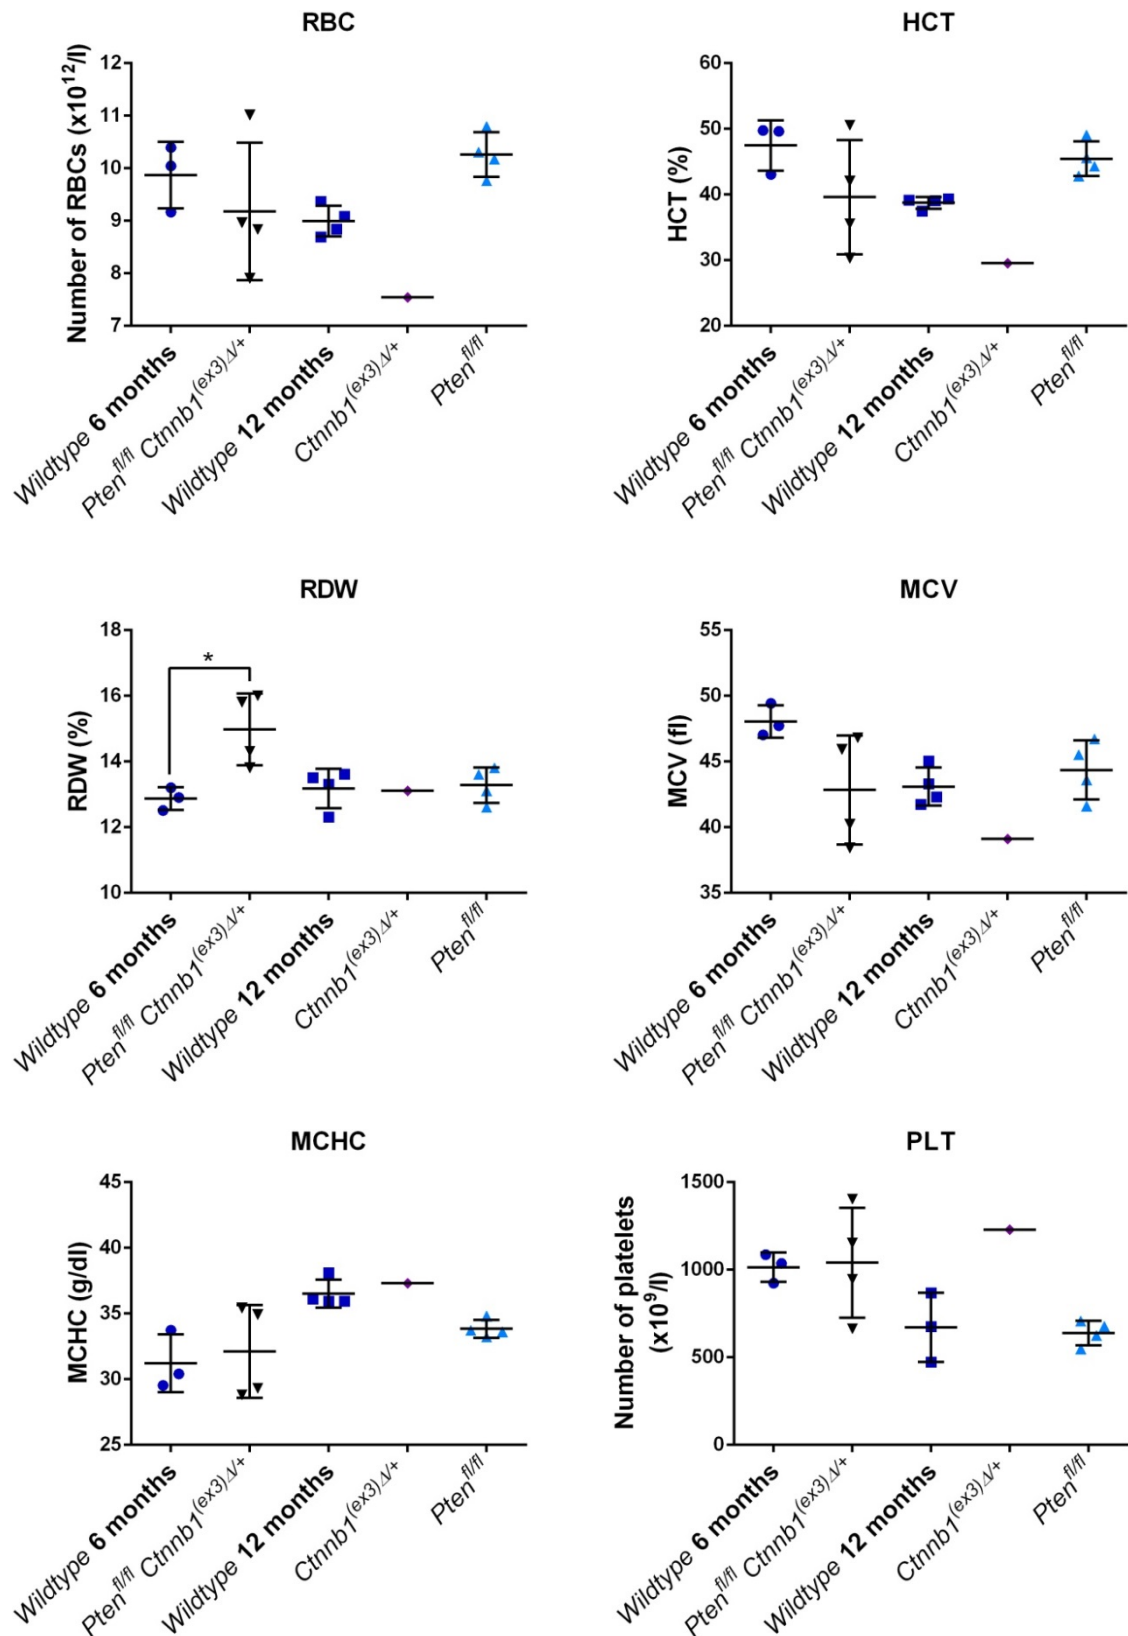 RBC
Number of RBCs (x10^12/l)
12
11
10
9
8
7
Wildtype 6 months
Pten^fl/fl Ctnnb1^(ex3)Δ/+
Wildtype 12 months
Ctnnb1^(ex3)Δ/+
Pten^fl/fl
HCT
HCT (%)
60
50
40
30
20
Wildtype 6 months
Pten^fl/fl Ctnnb1^(ex3)Δ/+
Wildtype 12 months
Ctnnb1^(ex3)Δ/+
Pten^fl/fl
RDW
RDW (%)
18
16
14
12
10
*
Wildtype 6 months
Pten^fl/fl Ctnnb1^(ex3)Δ/+
Wildtype 12 months
Ctnnb1^(ex3)Δ/+
Pten^fl/fl
MCV
MCV (fl)
55
50
45
40
35
Wildtype 6 months
Pten^fl/fl Ctnnb1^(ex3)Δ/+
Wildtype 12 months
Ctnnb1^(ex3)Δ/+
Pten^fl/fl
MCHC
MCHC (g/dl)
45
40
35
30
25
Wildtype 6 months
Pten^fl/fl Ctnnb1^(ex3)Δ/+
Wildtype 12 months
Ctnnb1^(ex3)Δ/+
Pten^fl/fl
PLT
Number of platelets
(x10^9/l)
1500
1000
500
0
Wildtype 6 months
Pten^fl/fl Ctnnb1^(ex3)Δ/+
Wildtype 12 months
Ctnnb1^(ex3)Δ/+
Pten^fl/fl